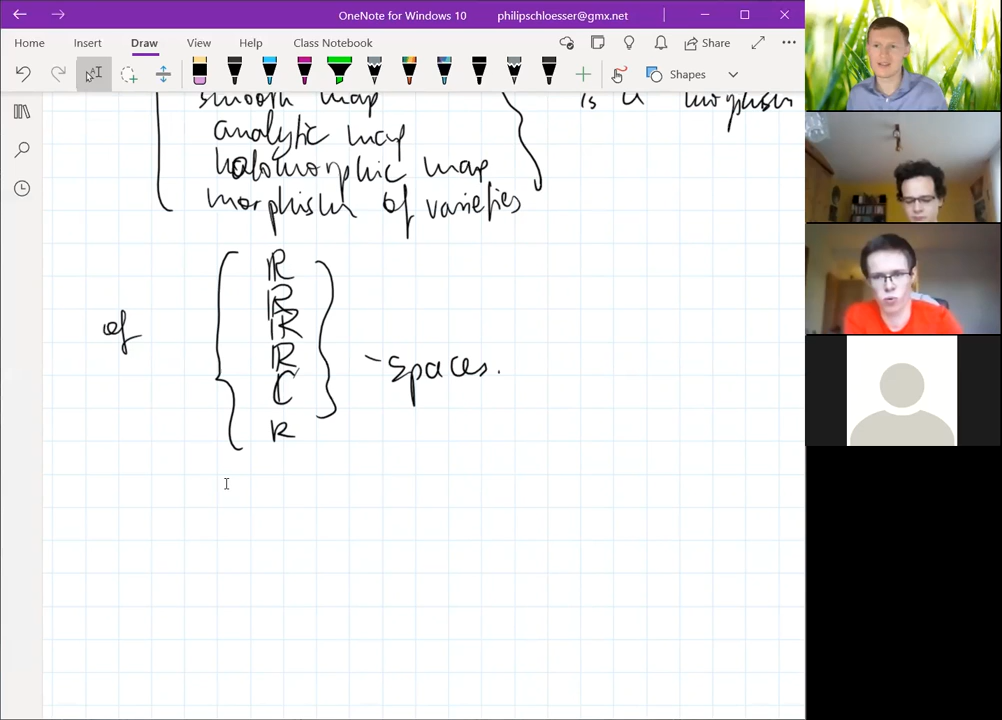 OneNote for Windows 10
philipschloesser@gmx.net
Home Insert Draw View Help Class Notebook Share
Shapes
smooth map
is a morphism
analytic map
holomorphic map
morphism of varieties
of
ℝ
ℝ
ℝ
ℝ
ℂ
k
-spaces.